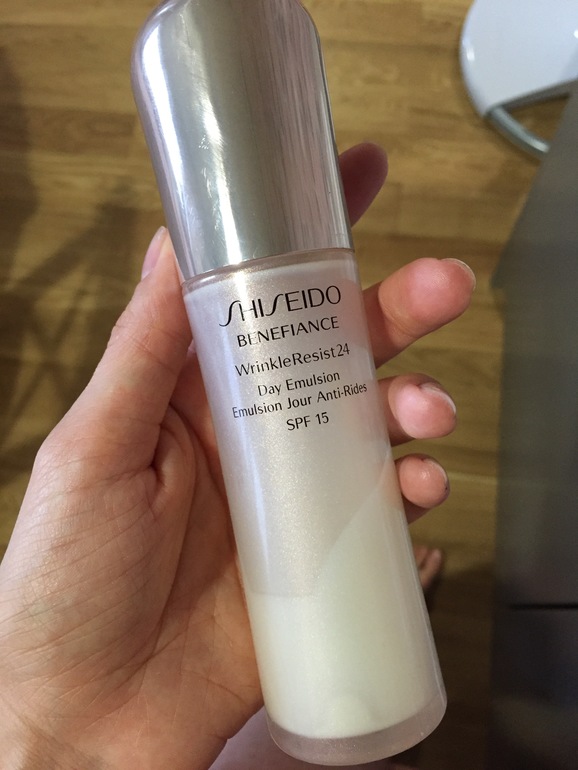 SHISEIDO
BENEFIANCE
WrinkleResist24
Day Emulsion
Emulsion Jour Anti-Rides
SPF 15